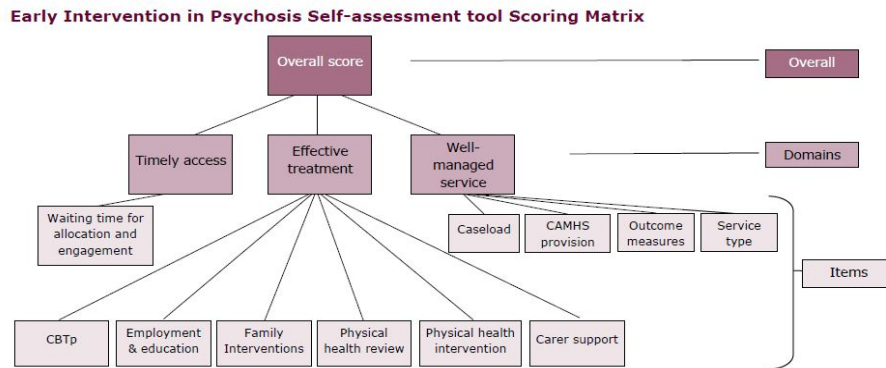 Early Intervention in Psychosis Self-assessment tool Scoring Matrix
Overall score
Overall
Timely access
Effective
treatment
Well-
managed
service
Domains
Waiting time for
allocation and
engagement
Caseload
CAMHS
provision
Outcome
measures
Service
type
Items
CBTp
Employment
& education
Family
Interventions
Physical
health review
Physical health
intervention
Carer support